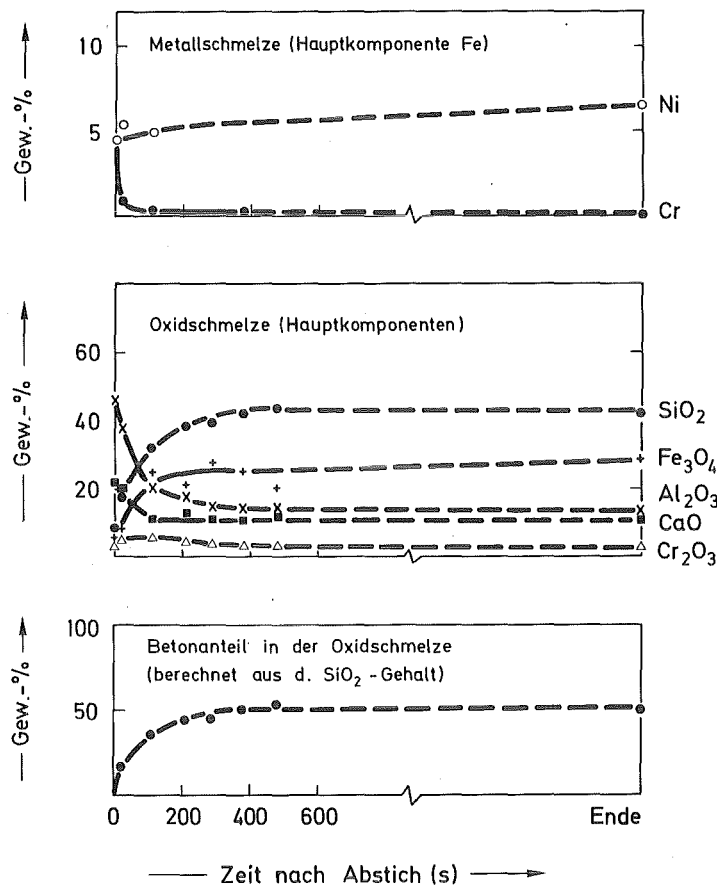 Gew.-%
10
5
Metallschmelze (Hauptkomponente Fe)
Ni
Cr
Gew.-%
60
40
20
Oxidschmelze (Hauptkomponenten)
SiO₂
Fe₃O₄
Al₂O₃
CaO
Cr₂O₃
Gew.-%
100
50
Betonanteil in der Oxidschmelze
(berechnet aus d. SiO₂-Gehalt)
0 200 400 600 Ende
Zeit nach Abstich (s)